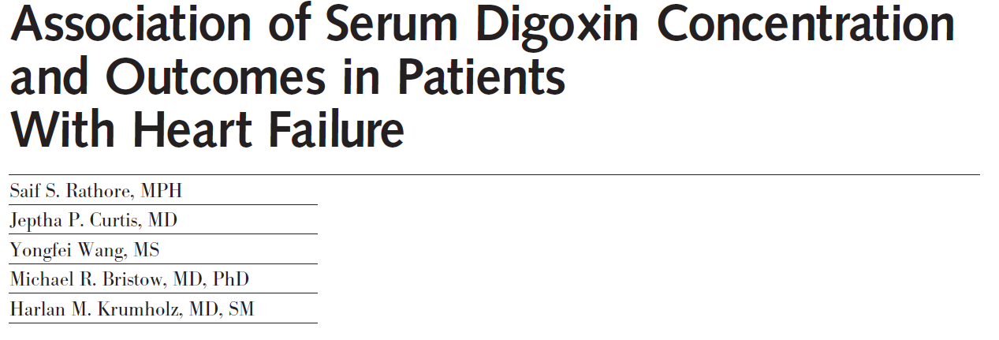 Association of Serum Digoxin Concentration
and Outcomes in Patients
With Heart Failure
Saif S. Rathore, MPH
Jeptha P. Curtis, MD
Yongfei Wang, MS
Michael R. Bristow, MD, PhD
Harlan M. Krumholz, MD, SM